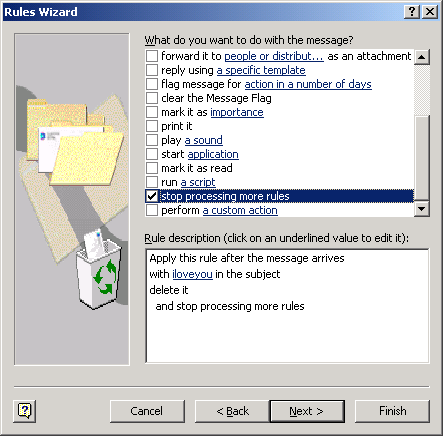 Rules Wizard
What do you want to do with the message?
forward it to people or distribut... as an attachment
reply using a specific template
flag message for action in a number of days
clear the Message Flag
mark it as importance
print it
play a sound
start application
mark it as read
run a script
stop processing more rules
perform a custom action
Rule description (click on an underlined value to edit it):
Apply this rule after the message arrives
with iloveyou in the subject
delete it
and stop processing more rules
Cancel
< Back
Next >
Finish